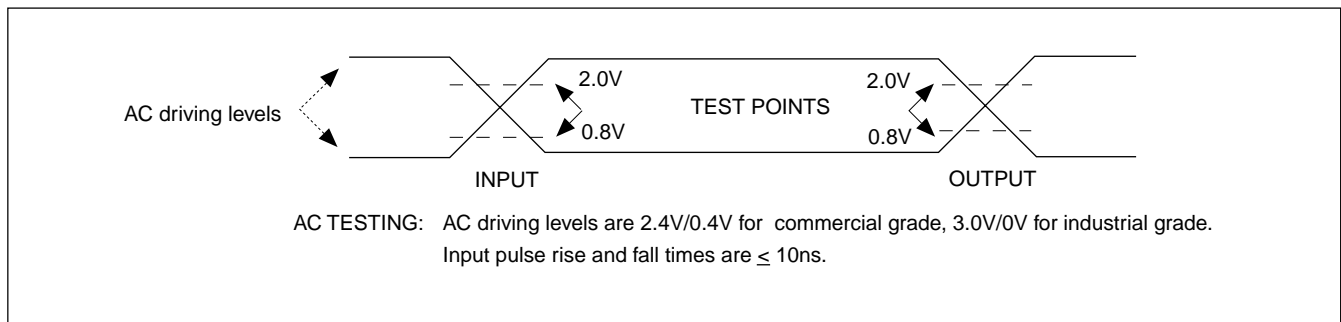 2.0V
2.0V
AC driving levels
TEST POINTS
0.8V
0.8V
INPUT
OUTPUT
AC TESTING: AC driving levels are 2.4V/0.4V for commercial grade, 3.0V/0V for industrial grade.
Input pulse rise and fall times are ≤ 10ns.